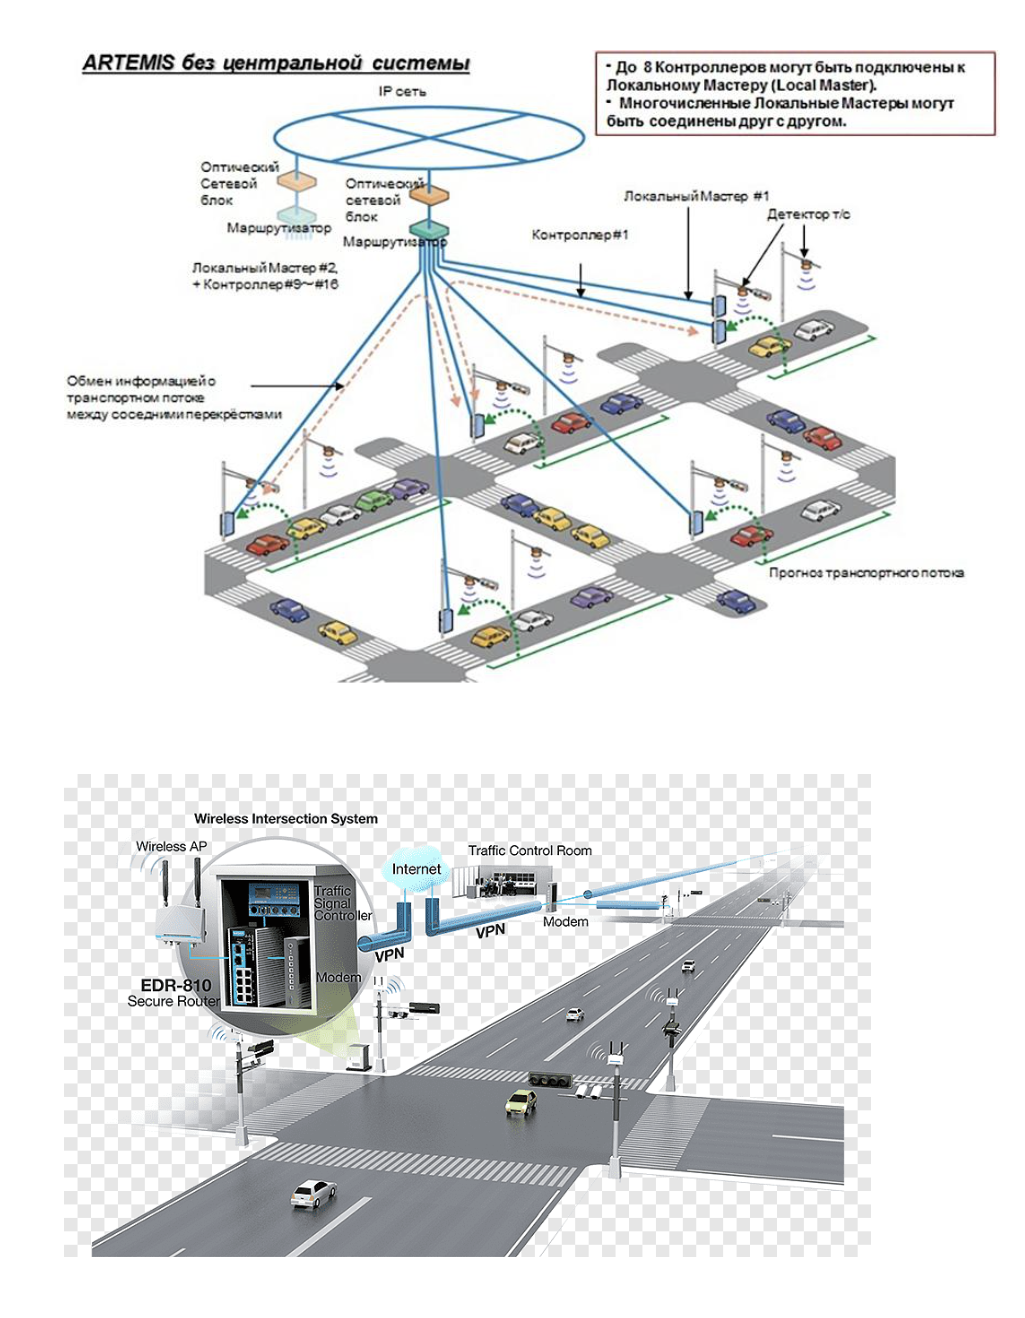 ARTEMIS без центральной системы
- До 8 Контроллеров могут быть подключены к
Локальному Мастеру (Local Master).
- Многочисленные Локальные Мастеры могут
быть соединены друг с другом.
IP сеть
Оптический
Сетевой
блок
Маршрутизатор
Оптический
сетевой
блок
Маршрутизатор
Локальный Мастер #1
Детектор т/с
Контроллер#1
Локальный Мастер #2,
+ Контроллер#9～#16
Обмен информацией о
транспортном потоке
между соседними перекрёстками
Прогноз транспортного потока
Wireless Intersection System
Wireless AP
Traffic
Signal
Controller
Internet
Traffic Control Room
VPN
VPN
Modem
Modem
EDR-810
Secure Router